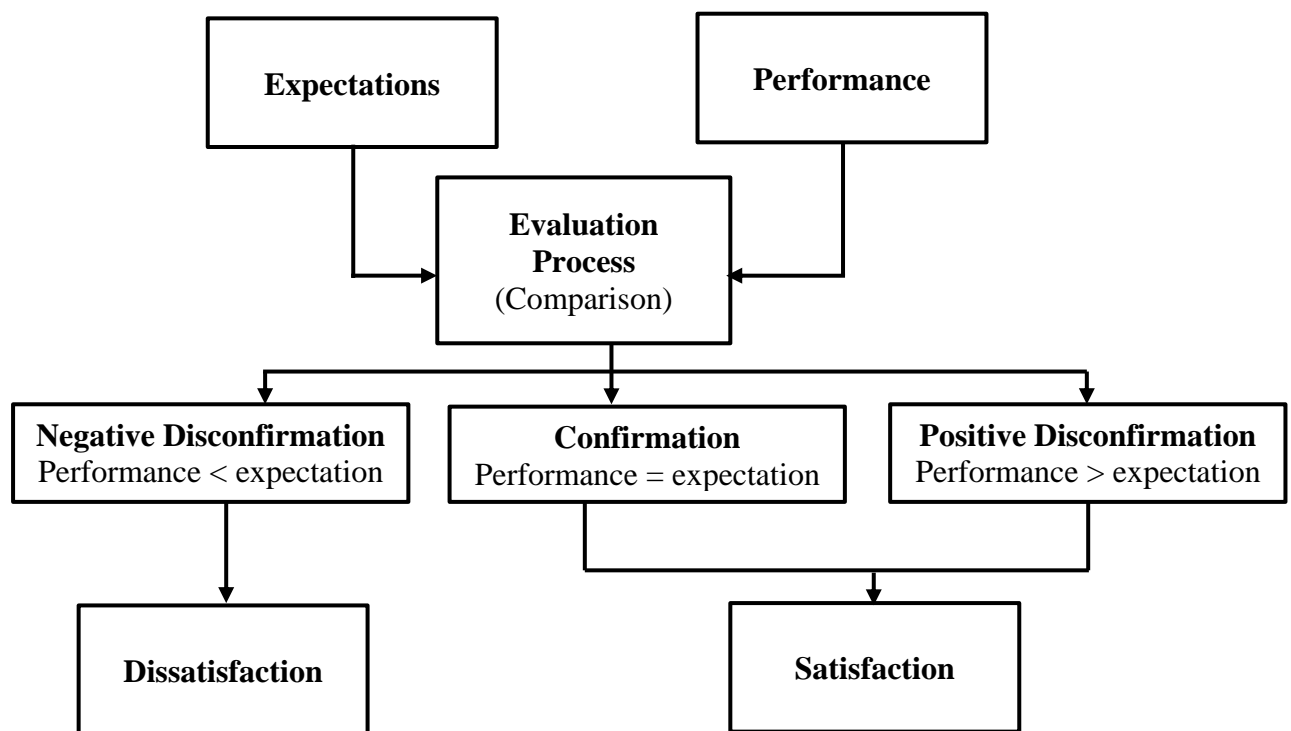 Expectations
Performance
Evaluation
Process
(Comparison)
Negative Disconfirmation
Performance < expectation
Confirmation
Performance = expectation
Positive Disconfirmation
Performance > expectation
Dissatisfaction
Satisfaction